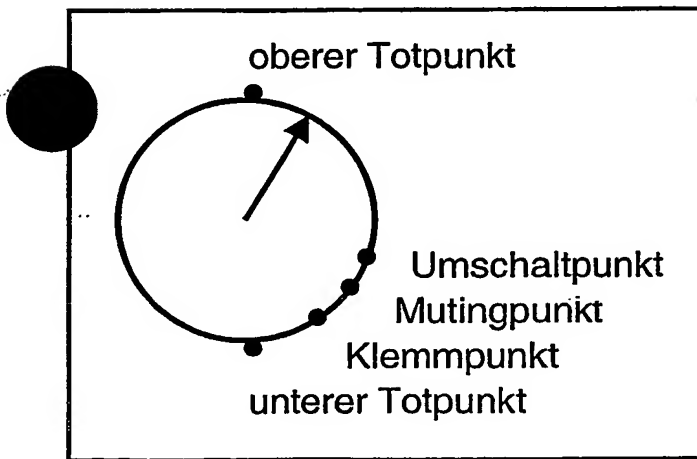 oberer Totpunkt
Umschaltpunkt
Mutingpunkt
Klemmpunkt
unterer Totpunkt